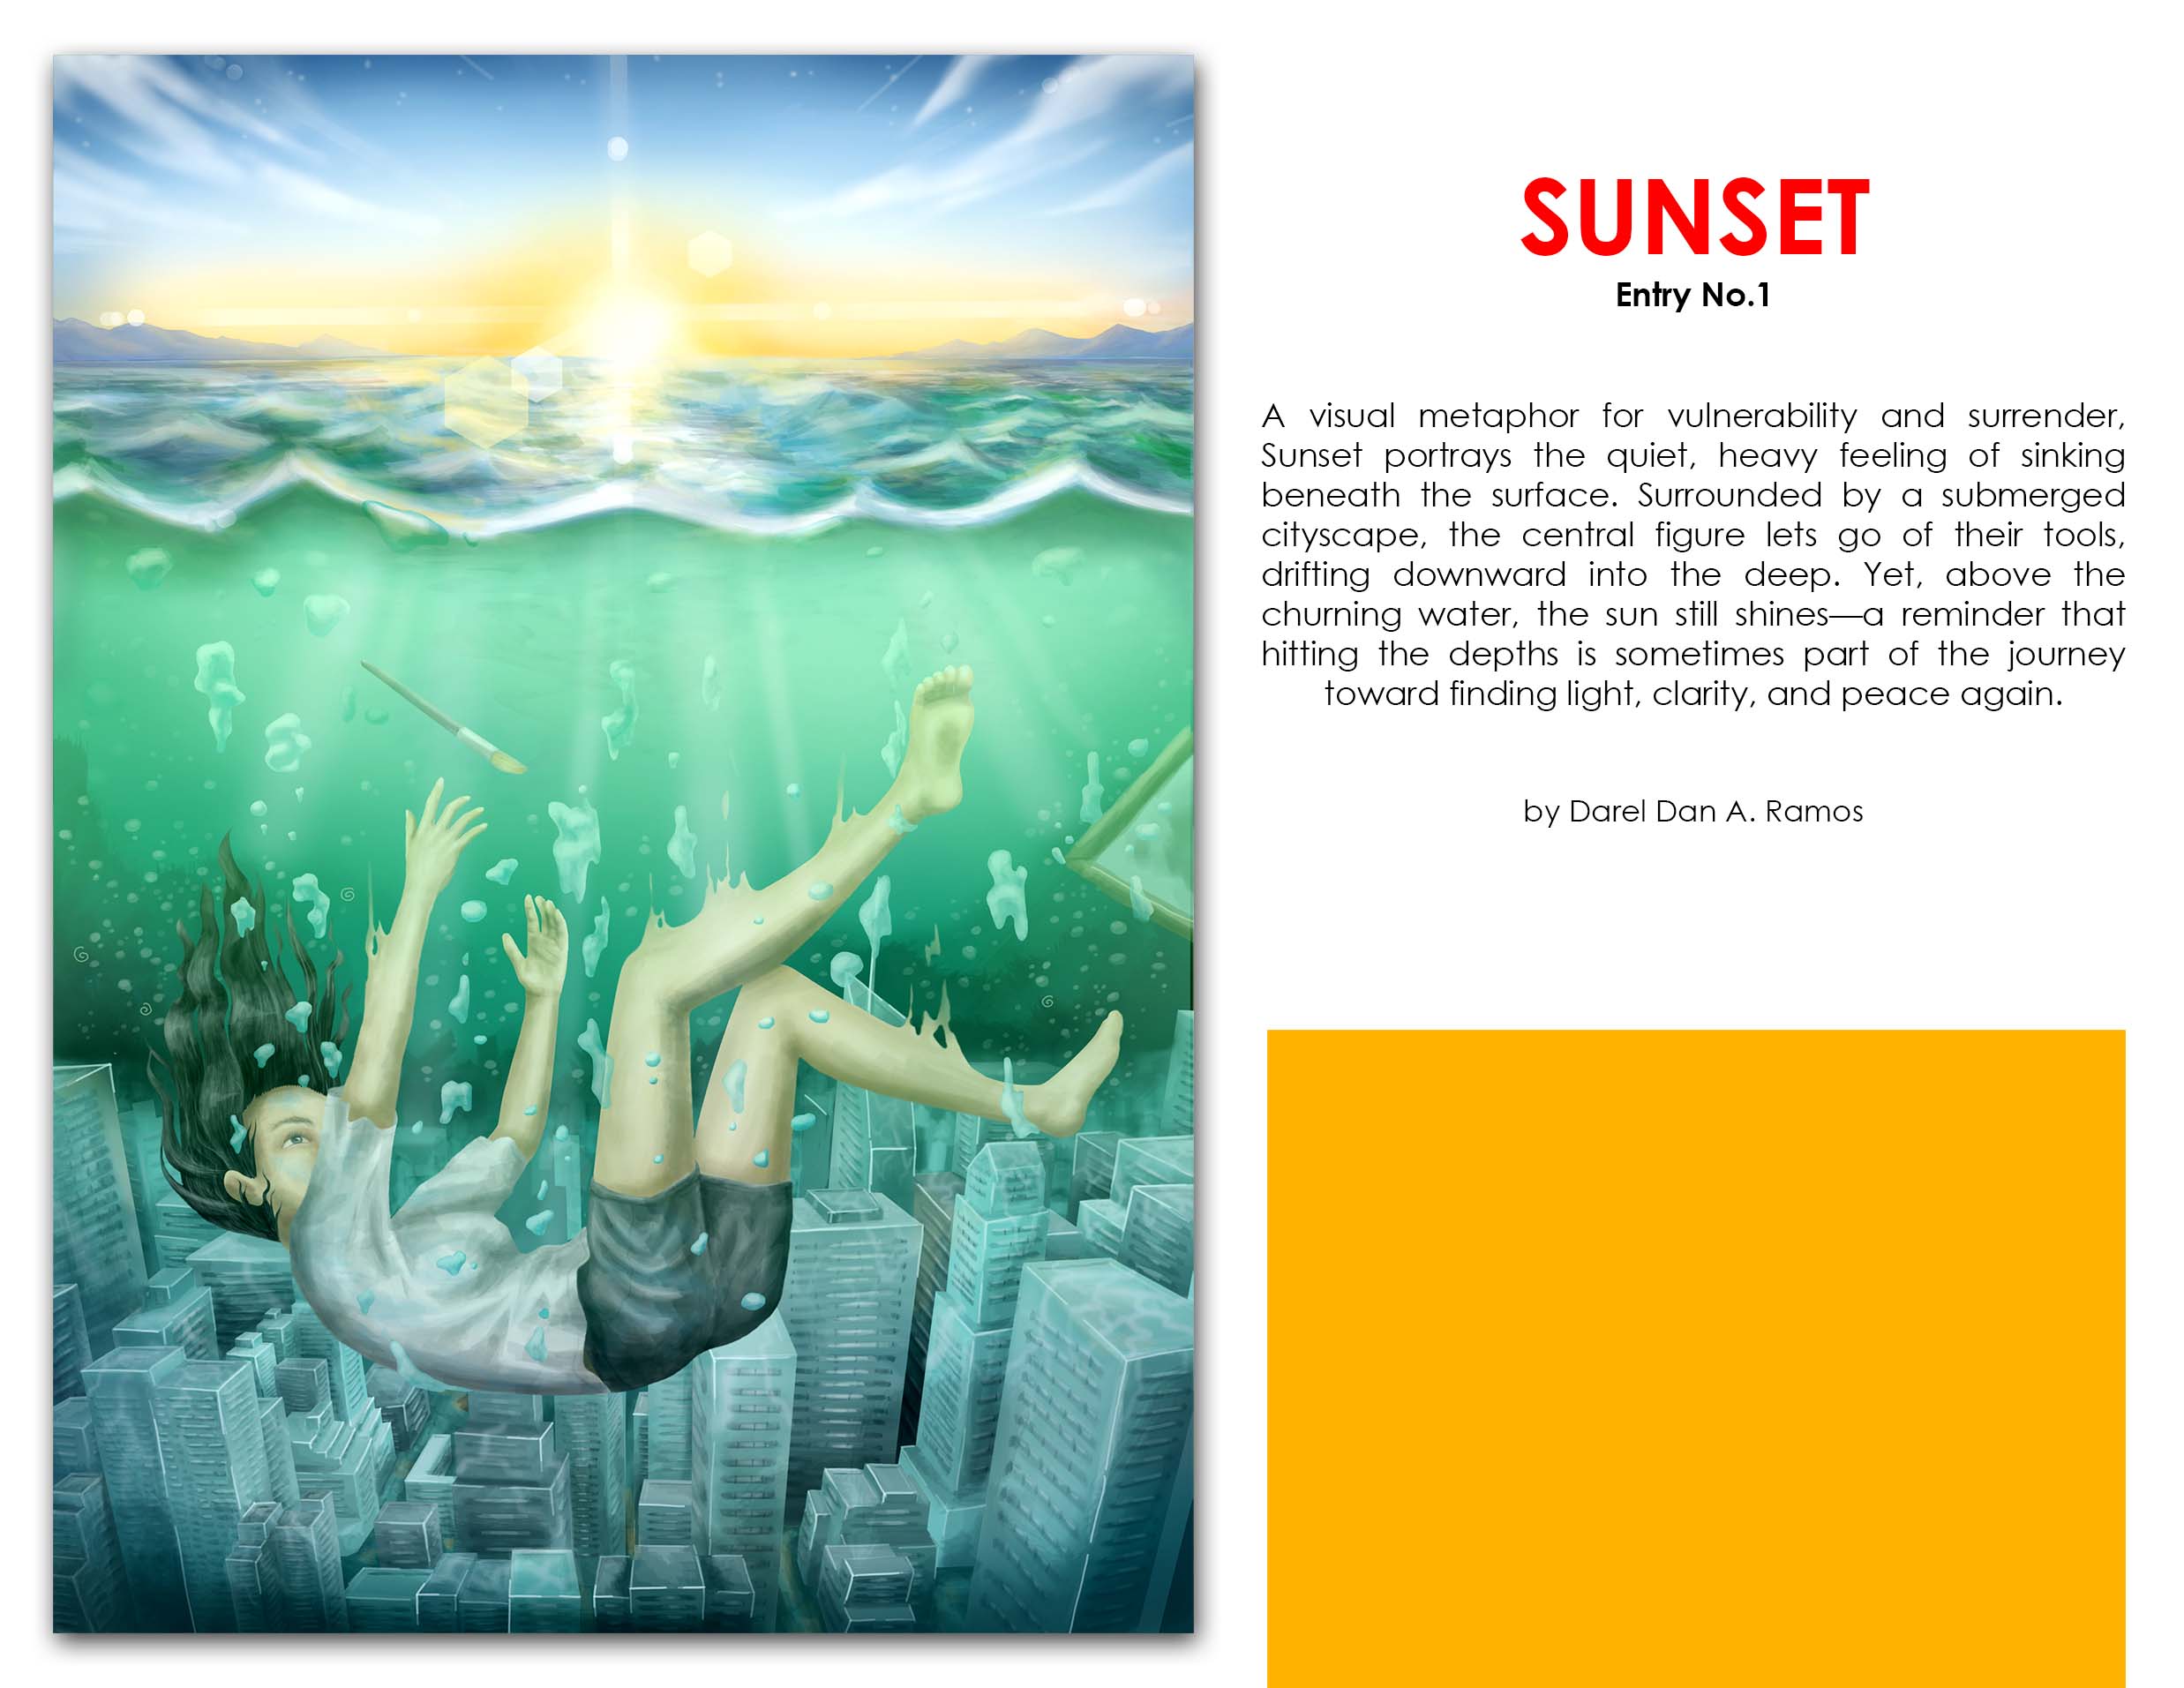 SUNSET
Entry No.1
A visual metaphor for vulnerability and surrender,
Sunset portrays the quiet, heavy feeling of sinking
beneath the surface. Surrounded by a submerged
cityscape, the central figure lets go of their tools,
drifting downward into the deep. Yet, above the
churning water, the sun still shines—a reminder that
hitting the depths is sometimes part of the journey
toward finding light, clarity, and peace again.
by Darel Dan A. Ramos